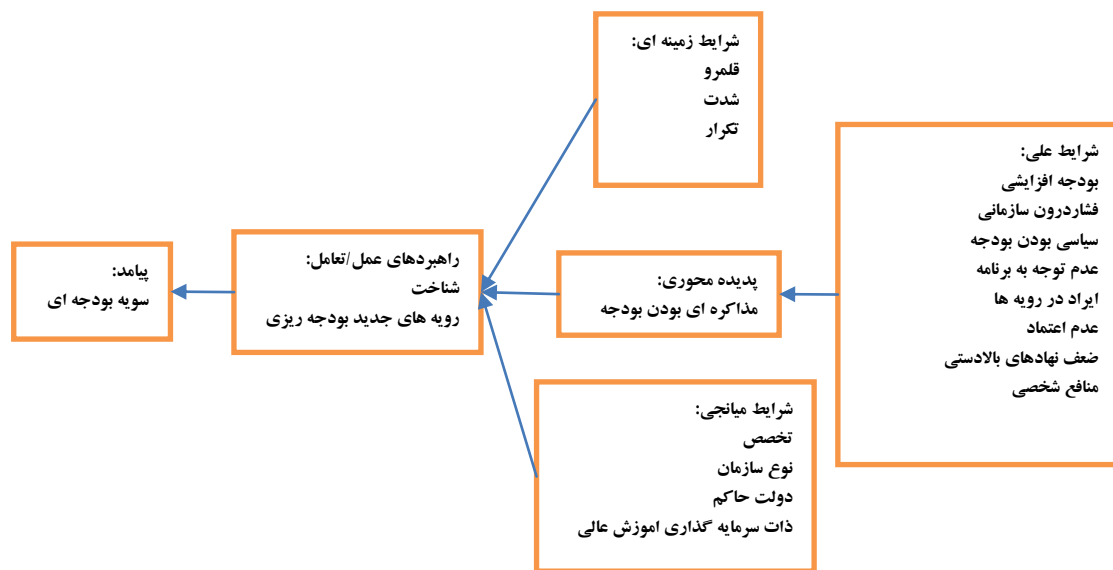 شرایط زمینه ای:
قلمرو
شدت
تکرار
شرایط علی:
بودجه افزایشی
فشاردرون سازمانی
سیاسی بودن بودجه
عدم توجه به برنامه
ایراد در رویه ها
عدم اعتماد
ضعف نهادهای بالادستی
منافع شخصی
پدیده محوری:
مذاکره ای بودن بودجه
راهبردهای عمل/تعامل:
شناخت
رویه های جدید بودجه ریزی
پیامد:
سویه بودجه ای
شرایط میانجی:
تخصص
نوع سازمان
دولت حاکم
ذات سرمایه گذاری اموزش عالی